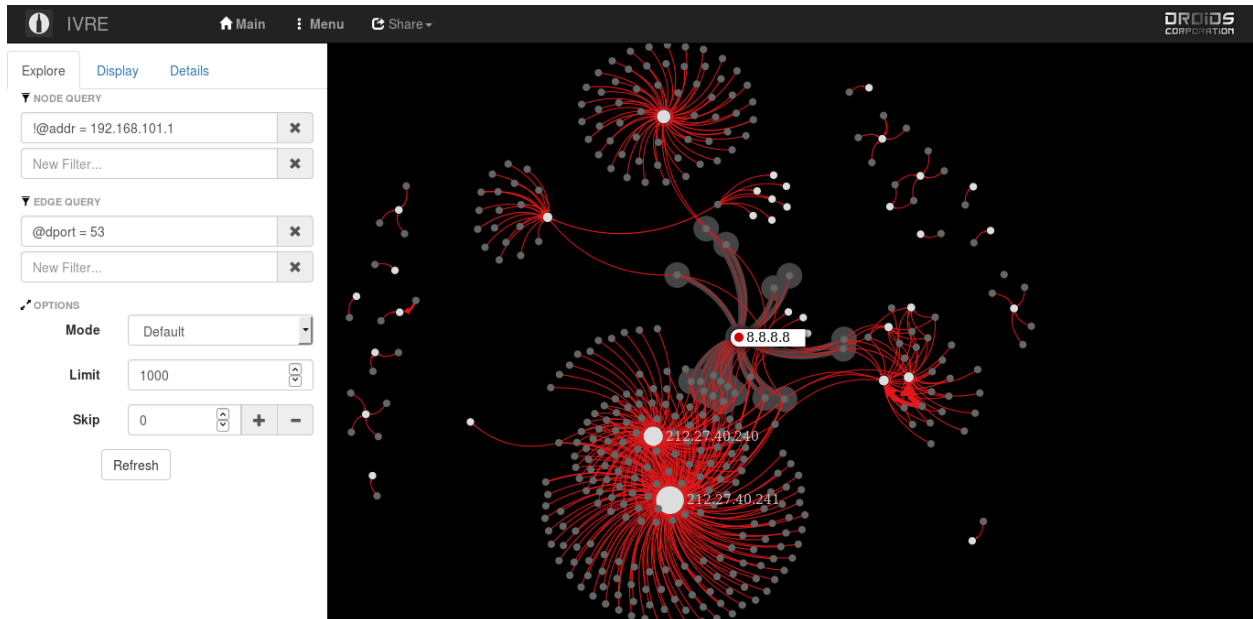 IVRE Main Menu Share DROIDS
CORPORATION
Explore Display Details
NODE QUERY
!@addr = 192.168.101.1
New Filter...
EDGE QUERY
@dport = 53
New Filter...
OPTIONS
Mode Default
Limit 1000
Skip 0
Refresh
8.8.8.8
212.27.40.240
212.27.40.241